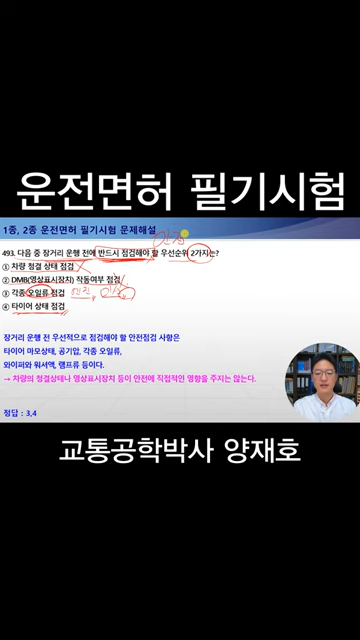 운전면허 필기시험
1종, 2종 운전면허 필기시험 문제해설
493. 다음 중 장거리 운행 전에 반드시 점검해야 할 우선순위 2가지는?
① 차량 청결 상태 점검
② DMB(영상표시장치) 작동여부 점검
③ 각종 오일류 점검
④ 타이어 상태 점검
장거리 운행 전 우선적으로 점검해야 할 안전점검 사항은
타이어 마모상태, 공기압, 각종 오일류,
와이퍼와 워셔액, 램프류 등이다.
→ 차량의 청결상태나 영상표시장치 등이 안전에 직접적인 영향을 주지는 않는다.
정답 : 3,4
교통공학박사 양재호